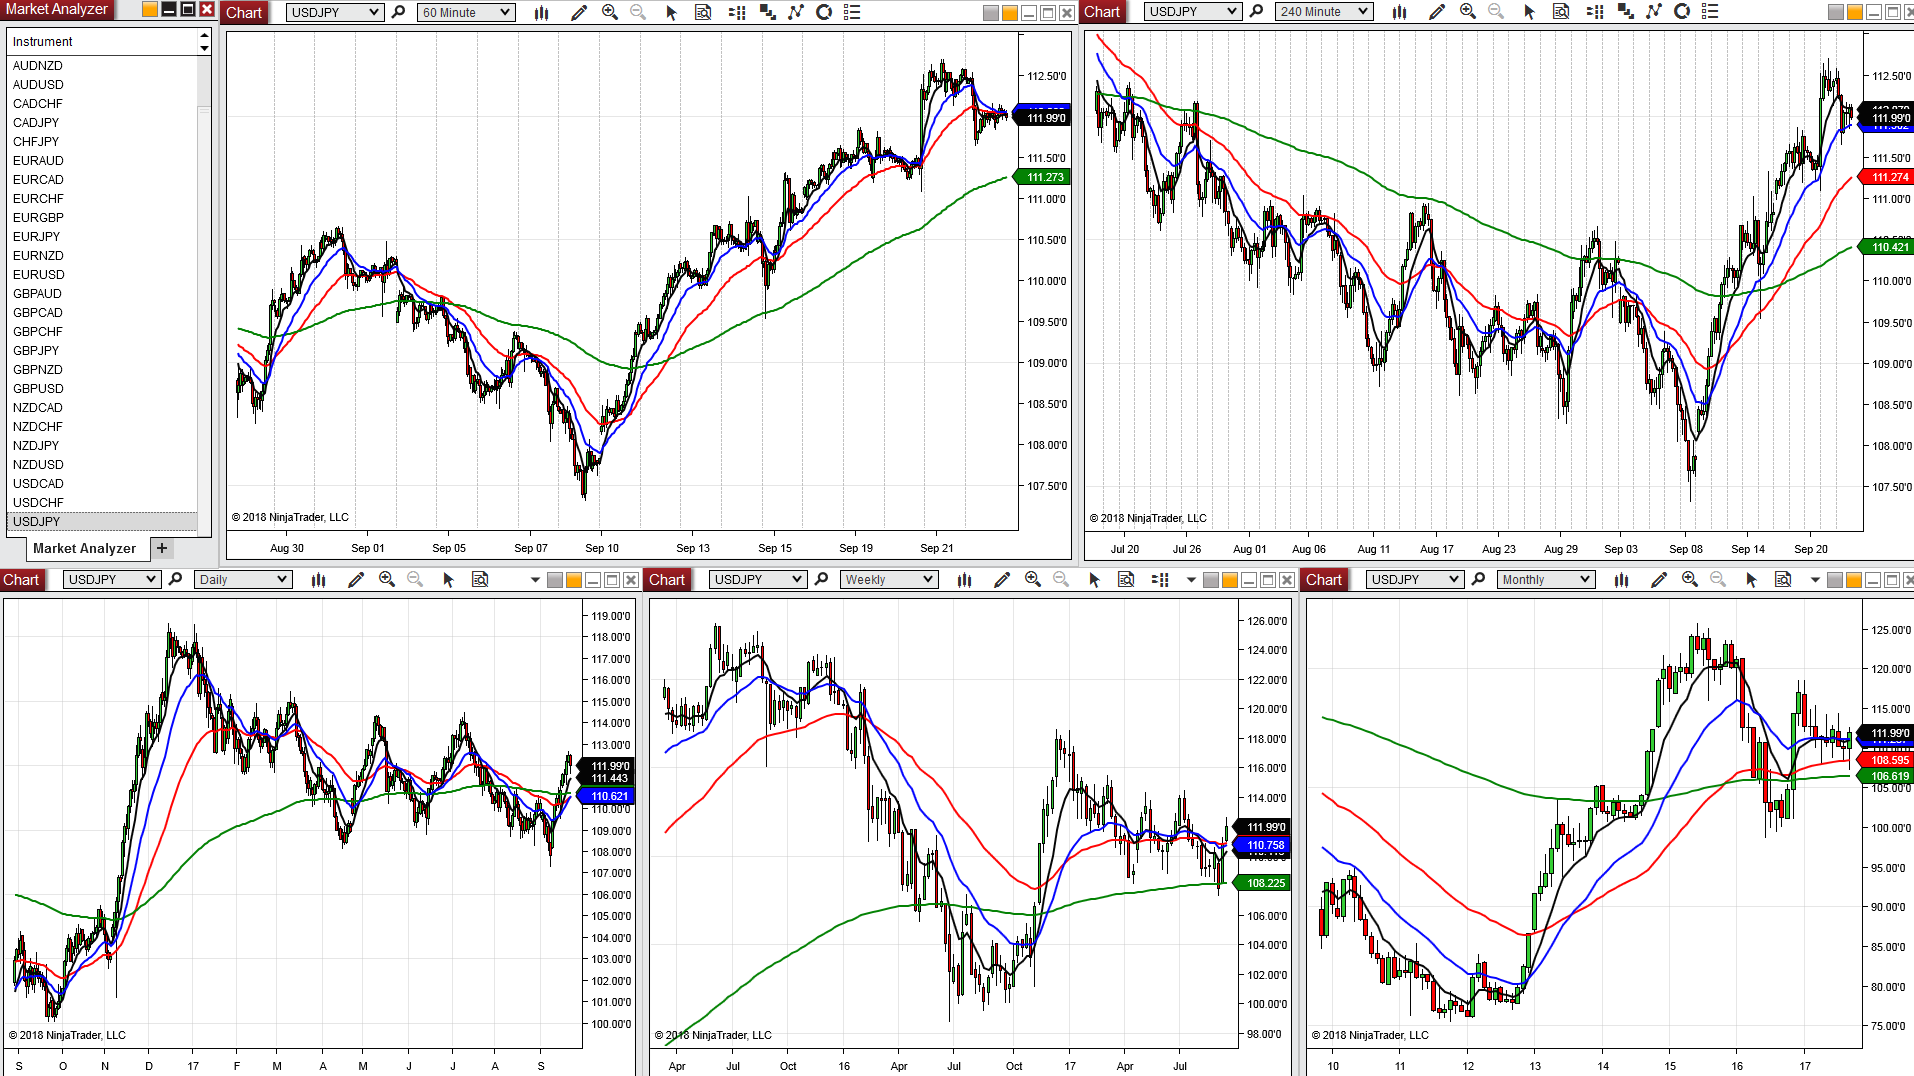 Market Analyzer
Instrument
AUDNZD
AUDUSD
CADCHF
CADJPY
CHFJPY
EURAUD
EURCAD
EURCHF
EURGBP
EURJPY
EURNZD
EURUSD
GBPAUD
GBPCAD
GBPCHF
GBPJPY
GBPNZD
GBPUSD
NZDCAD
NZDCHF
NZDJPY
NZDUSD
USDCAD
USDCHF
USDJPY
Market Analyzer +
Chart USDJPY 60 Minute
112.50'0
111.99'0
111.50'0
111.273
111.00'0
110.50'0
110.00'0
109.50'0
109.00'0
108.50'0
108.00'0
107.50'0
© 2018 NinjaTrader, LLC
Aug 30 Sep 01 Sep 05 Sep 07 Sep 10 Sep 13 Sep 15 Sep 19 Sep 21
Chart USDJPY 240 Minute
112.50'0
111.99'0
111.50'0
111.274
111.00'0
110.421
110.00'0
109.50'0
109.00'0
108.50'0
108.00'0
107.50'0
© 2018 NinjaTrader, LLC
Jul 20 Jul 26 Aug 01 Aug 06 Aug 11 Aug 17 Aug 23 Aug 29 Sep 03 Sep 08 Sep 14 Sep 20
Chart USDJPY Daily
119.00'0
118.00'0
117.00'0
116.00'0
115.00'0
114.00'0
113.00'0
111.99'0
111.443
110.621
110.00'0
109.00'0
108.00'0
107.00'0
106.00'0
105.00'0
104.00'0
103.00'0
102.00'0
101.00'0
100.00'0
© 2018 NinjaTrader, LLC
S O N D 17 F M A M J J A S
Chart USDJPY Weekly
126.00'0
124.00'0
122.00'0
120.00'0
118.00'0
116.00'0
114.00'0
111.99'0
110.758
108.225
106.00'0
104.00'0
102.00'0
100.00'0
98.00'0
© 2018 NinjaTrader, LLC
Apr Jul Oct 16 Apr Jul Oct 17 Apr Jul
Chart USDJPY Monthly
125.00'0
120.00'0
115.00'0
111.99'0
108.595
106.619
105.00'0
100.00'0
95.00'0
90.00'0
85.00'0
80.00'0
75.00'0
© 2018 NinjaTrader, LLC
10 11 12 13 14 15 16 17